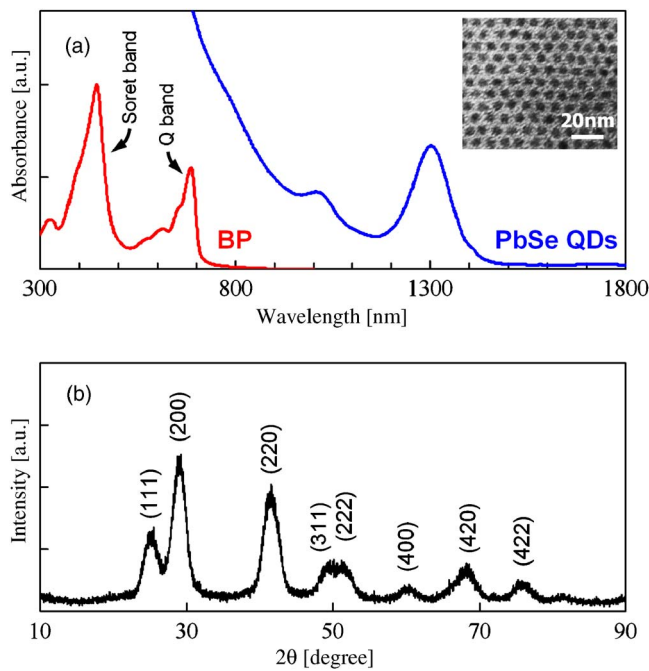 (a)
Soret band
Q band
20nm
BP
PbSe QDs
Absorbance [a.u.]
300 800 1300 1800
Wavelength [nm]
(b)
(111)
(200)
(220)
(311)
(222)
(400)
(420)
(422)
Intensity [a.u.]
10 30 50 70 90
2θ [degree]